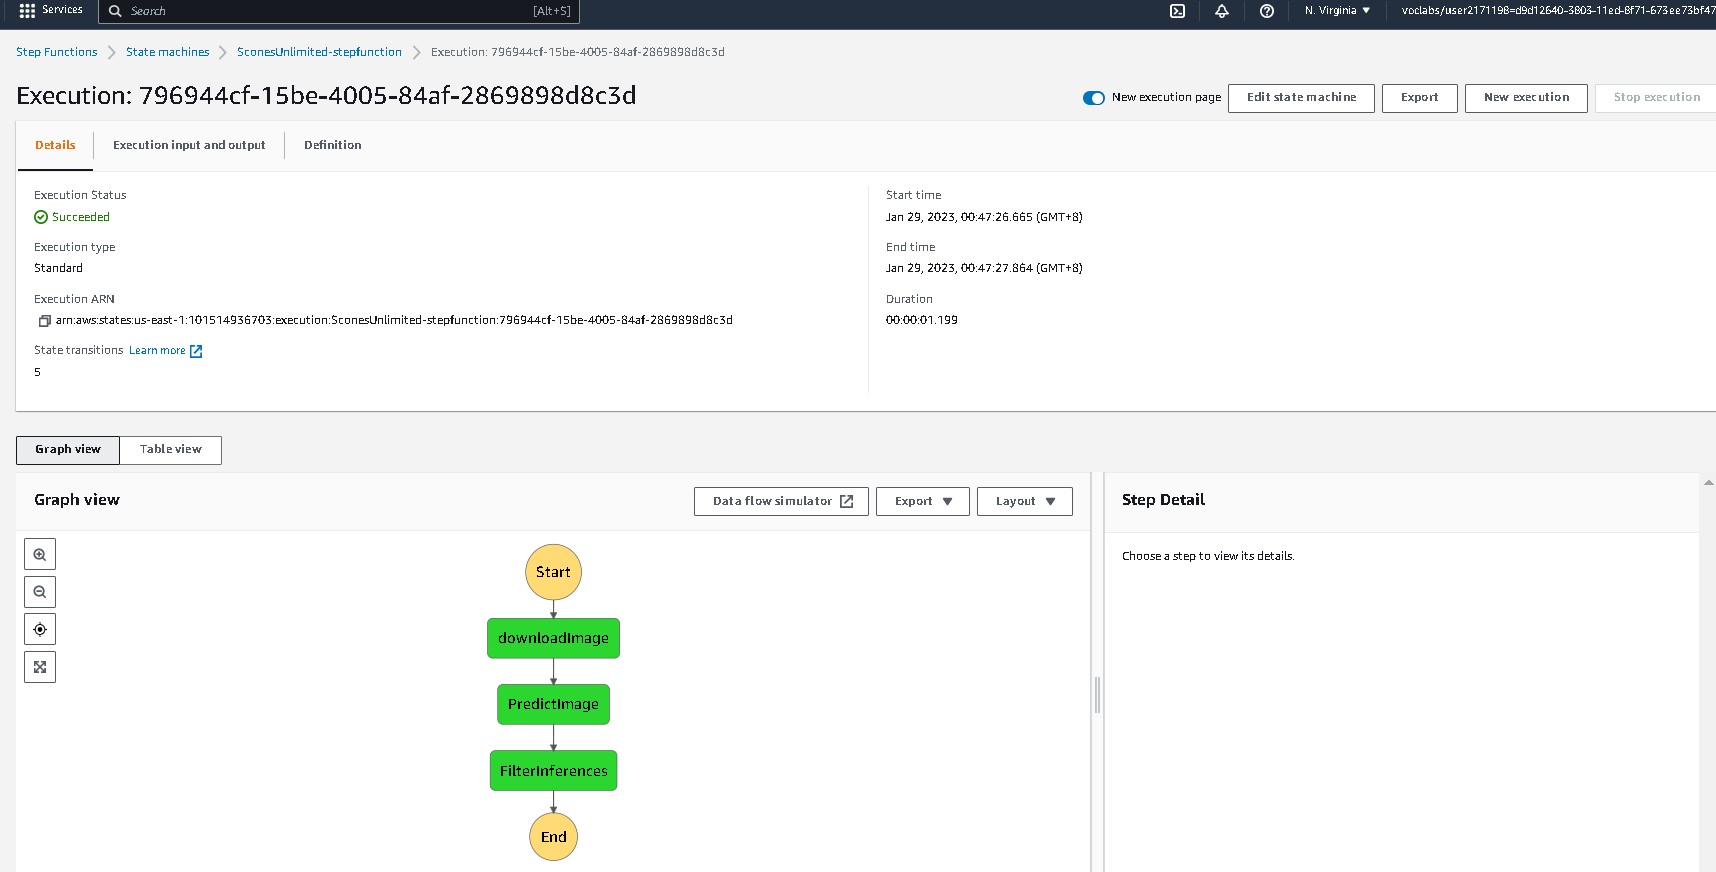 Services Search [Alt+S] N. Virginia voclabs/user2171198=d9d12640-3803-11ed-8f71-673ee73bf47
Step Functions State machines SconesUnlimited-stepfunction Execution: 796944cf-15be-4005-84af-2869898d8c3d
Execution: 796944cf-15be-4005-84af-2869898d8c3d
New execution page Edit state machine Export New execution Stop execution
Details Execution input and output Definition
Execution Status
Succeeded
Execution type
Standard
Execution ARN
arn:aws:states:us-east-1:101514936703:execution:SconesUnlimited-stepfunction:796944cf-15be-4005-84af-2869898d8c3d
State transitions Learn more
5
Start time
Jan 29, 2023, 00:47:26.665 (GMT+8)
End time
Jan 29, 2023, 00:47:27.864 (GMT+8)
Duration
00:00:01.199
Graph view Table view
Graph view Data flow simulator Export Layout
Start
downloadImage
PredictImage
FilterInferences
End
Step Detail
Choose a step to view its details.